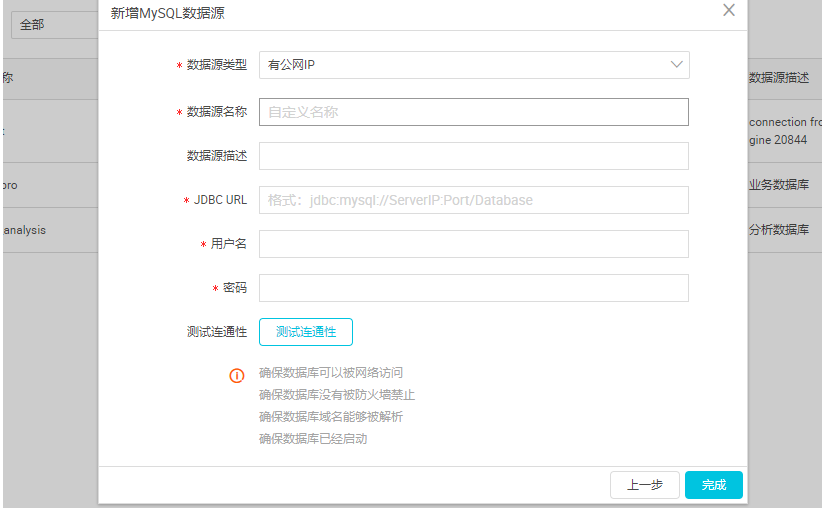 全部
新增MySQL数据源
称
数据源描述
* 数据源类型 有公网IP
* 数据源名称 自定义名称
connection fro
gine 20844
数据源描述
* JDBC URL 格式：jdbc:mysql://ServerIP:Port/Database
pro
业务数据库
* 用户名
analysis
分析数据库
* 密码
测试连通性 测试连通性
确保数据库可以被网络访问
确保数据库没有被防火墙禁止
确保数据库域名能够被解析
确保数据库已经启动
上一步 完成